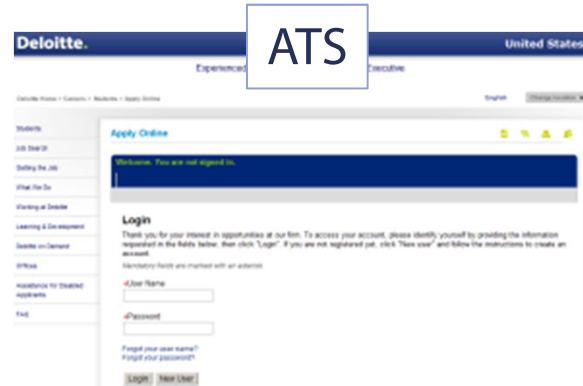 ATS
Deloitte.
United States
Experienced
Executive
Deloitte Home > Careers > Students > Apply Online
English
Change location
Students
Job Search
Getting the Job
What We Do
Working at Deloitte
Learning & Development
Deloitte on Demand
Offices
Assistance for Disabled
Applicants
FAQ
Apply Online
Welcome. You are not signed in.
Login
Thank you for your interest in opportunities at our firm. To access your account, please identify yourself by providing the information
requested in the fields below, then click "Login". If you are not registered yet, click "New user" and follow the instructions to create an
account.
Mandatory fields are marked with an asterisk.
*User Name
*Password
Forgot your user name?
Forgot your password?
Login
New User